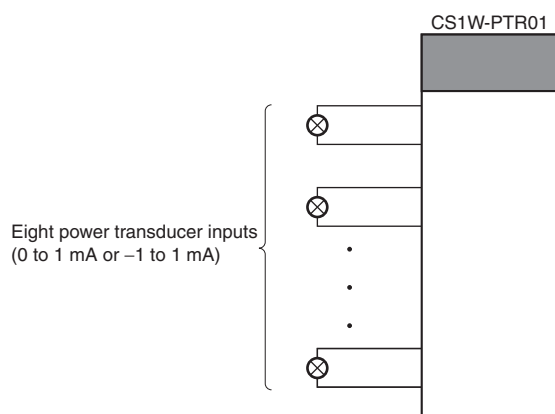 CS1W-PTR01
Eight power transducer inputs
(0 to 1 mA or –1 to 1 mA)